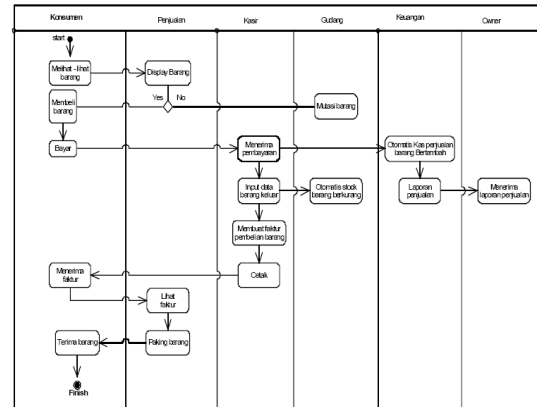 Konsumen
Penjualan
Kasir
Gudang
Keuangan
Owner
start
Melihat - lihat
barang
Display Barang
Yes
No
Membeli
barang
Mutasi barang
Bayar
Menerima
pembayaran
Otomatis Kas penjualan
barang Bertambah
Input data
barang keluar
Otomatis stock
barang berkurang
Laporan
penjualan
Menerima
laporan penjualan
Membuat faktur
pembelian barang
Menerima
faktur
Cetak
Lihat
faktur
Terima barang
Paking barang
Finish